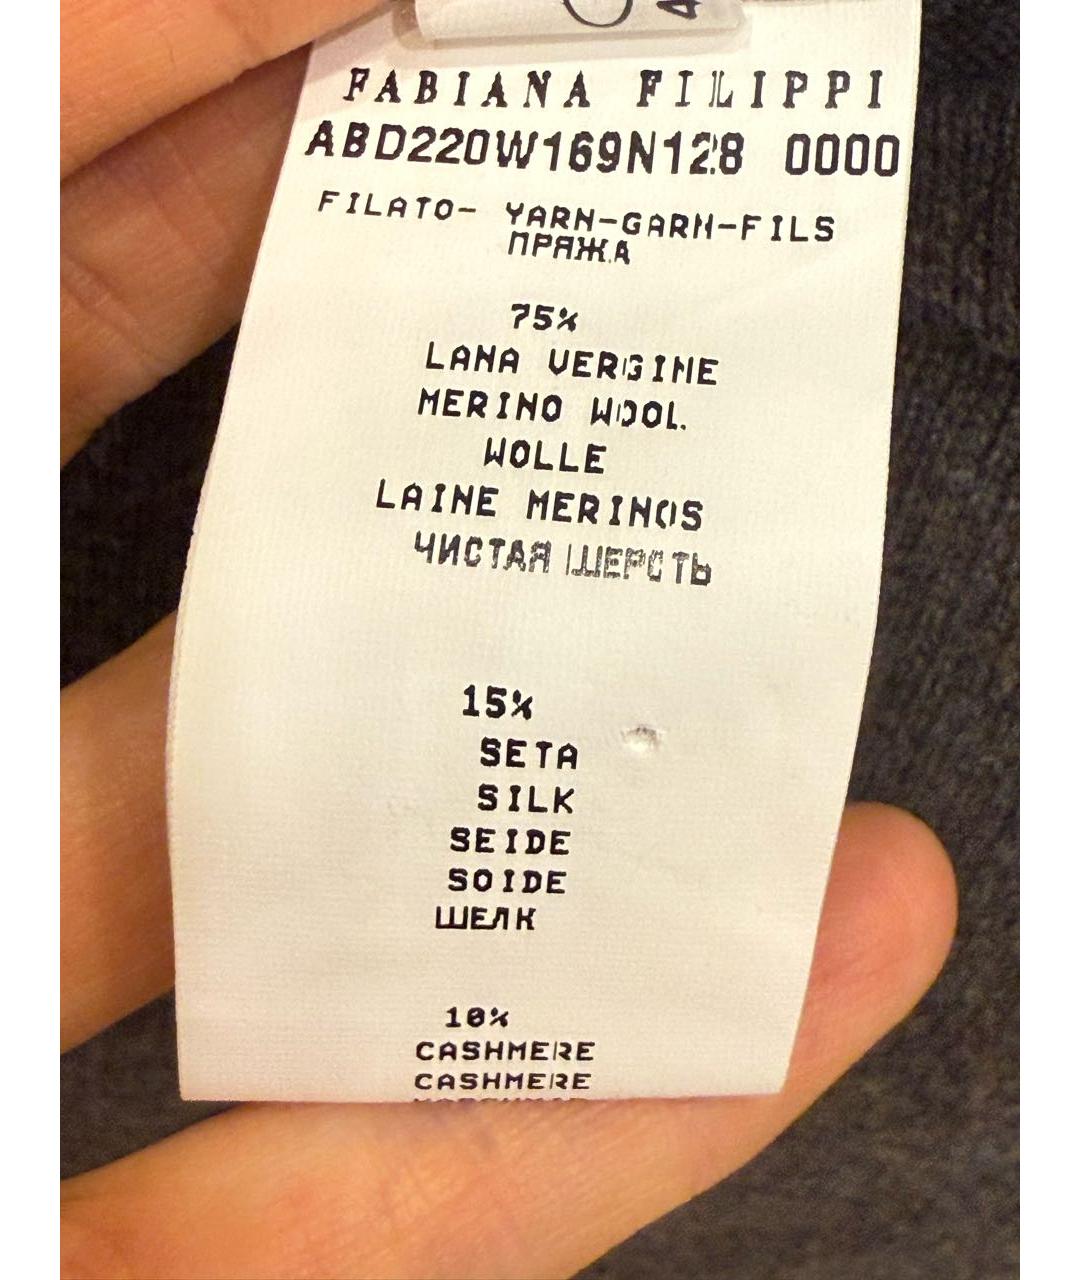 FABIANA FILIPPI
ABD220W169N128 0000
FILATO- YARN-GARN-FILS
ПРЯЖА
75%
LANA VERGINE
MERINO WOOL
WOLLE
LAINE MERINOS
ЧИСТАЯ ШЕРСТЬ
15%
SETA
SILK
SEIDE
SOIDE
ШЕЛК
10%
CASHMERE
CASHMERE